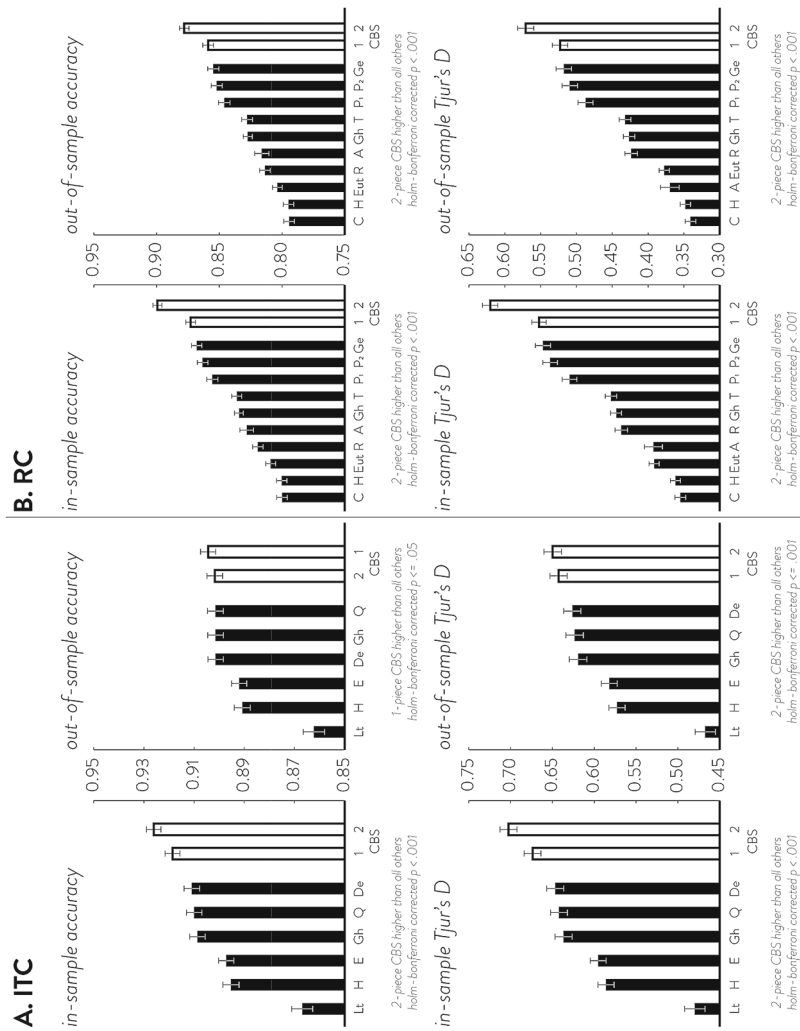 A. ITC
in-sample accuracy
Lt H E Gh Q De 1 2
CBS
2-piece CBS higher than all others
holm-bonferroni corrected p < .001
out-of-sample accuracy
0.95
0.93
0.91
0.89
0.87
0.85
Lt H E De Gh Q 2 1
CBS
1-piece CBS higher than all others
holm-bonferroni corrected p <= .05
in-sample Tjur's D
Lt H E Gh Q De 1 2
CBS
2-piece CBS higher than all others
holm-bonferroni corrected p < .001
out-of-sample Tjur's D
0.75
0.70
0.65
0.60
0.55
0.50
0.45
Lt H E Gh Q De 1 2
CBS
2-piece CBS higher than all others
holm-bonferroni corrected p <= .001
B. RC
in-sample accuracy
C H Eut R A Gh T P₁ P₂ Ge 1 2
CBS
2-piece CBS higher than all others
holm-bonferroni corrected p < .001
out-of-sample accuracy
0.95
0.90
0.85
0.80
0.75
C H Eut R A Gh T P₁ P₂ Ge 1 2
CBS
2-piece CBS higher than all others
holm-bonferroni corrected p < .001
in-sample Tjur's D
C H Eut A R Gh T P₁ P₂ Ge 1 2
CBS
2-piece CBS higher than all others
holm-bonferroni corrected p < .001
out-of-sample Tjur's D
0.65
0.60
0.55
0.50
0.45
0.40
0.35
0.30
C H A Eut R Gh T P₁ P₂ Ge 1 2
CBS
2-piece CBS higher than all others
holm-bonferroni corrected p < .001